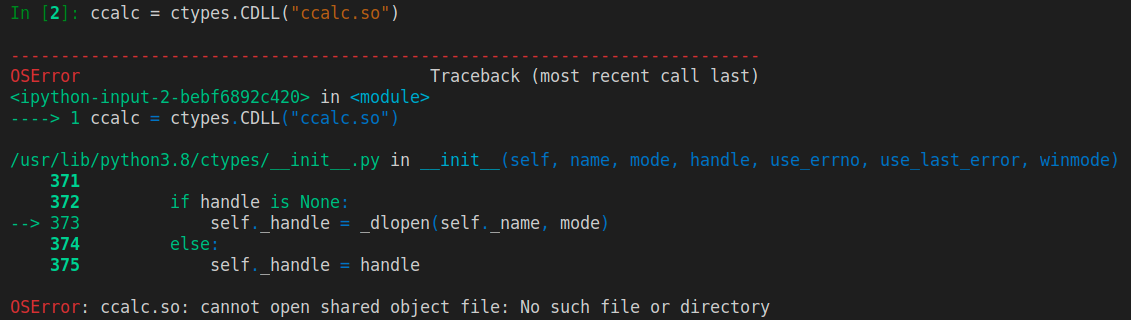 In [2]: ccalc = ctypes.CDLL("ccalc.so")
---------------------------------------------------------------------------
OSError                                   Traceback (most recent call last)
<ipython-input-2-bebf6892c420> in <module>
----> 1 ccalc = ctypes.CDLL("ccalc.so")
/usr/lib/python3.8/ctypes/__init__.py in __init__(self, name, mode, handle, use_errno, use_last_error, winmode)
    371
    372         if handle is None:
--> 373             self._handle = _dlopen(self._name, mode)
    374         else:
    375             self._handle = handle
OSError: ccalc.so: cannot open shared object file: No such file or directory